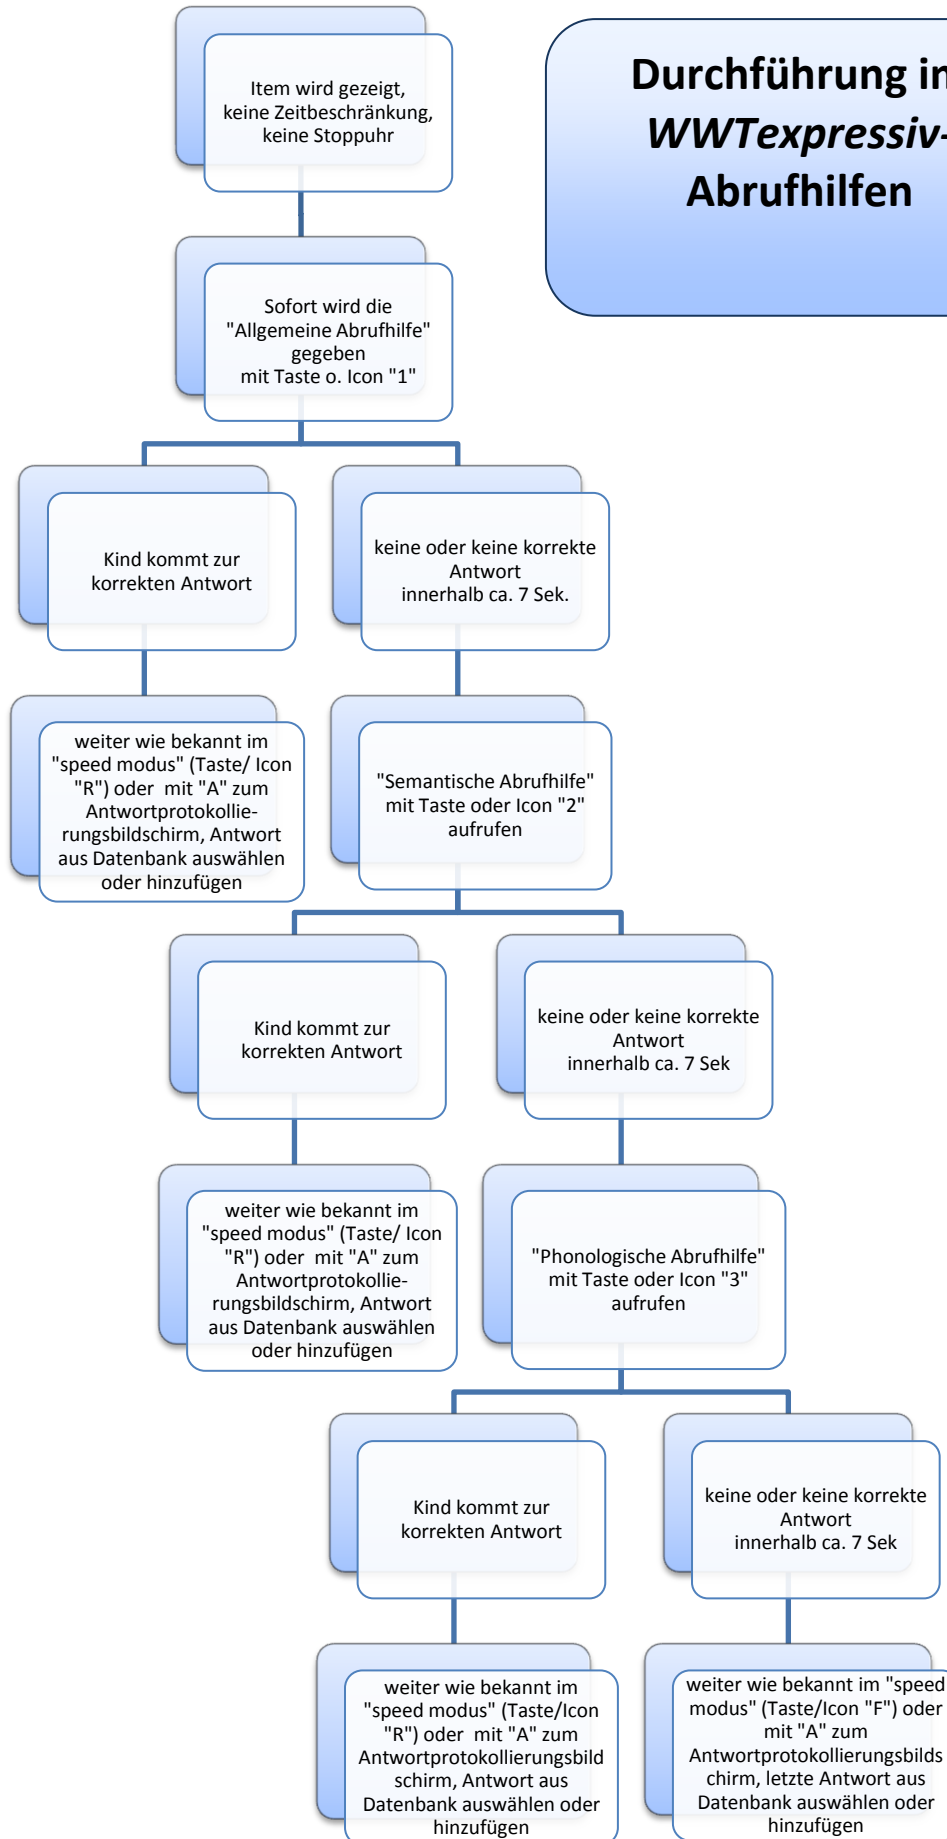 Durchführung in
WWTexpressiv-
Abrufhilfen
Item wird gezeigt,
keine Zeitbeschränkung,
keine Stoppuhr
Sofort wird die
"Allgemeine Abrufhilfe"
gegeben
mit Taste o. Icon "1"
Kind kommt zur
korrekten Antwort
keine oder keine korrekte
Antwort
innerhalb ca. 7 Sek.
weiter wie bekannt im
"speed modus" (Taste/ Icon
"R") oder mit "A" zum
Antwortprotokollie-
rungsbildschirm, Antwort
aus Datenbank auswählen
oder hinzufügen
"Semantische Abrufhilfe"
mit Taste oder Icon "2"
aufrufen
Kind kommt zur
korrekten Antwort
keine oder keine korrekte
Antwort
innerhalb ca. 7 Sek
weiter wie bekannt im
"speed modus" (Taste/ Icon
"R") oder mit "A" zum
Antwortprotokollie-
rungsbildschirm, Antwort
aus Datenbank auswählen
oder hinzufügen
"Phonologische Abrufhilfe"
mit Taste oder Icon "3"
aufrufen
Kind kommt zur
korrekten Antwort
keine oder keine korrekte
Antwort
innerhalb ca. 7 Sek
weiter wie bekannt im
"speed modus" (Taste/Icon
"R") oder mit "A" zum
Antwortprotokollierungsbild
schirm, Antwort aus
Datenbank auswählen oder
hinzufügen
weiter wie bekannt im "speed
modus" (Taste/Icon "F") oder
mit "A" zum
Antwortprotokollierungsbilds
chirm, letzte Antwort aus
Datenbank auswählen oder
hinzufügen